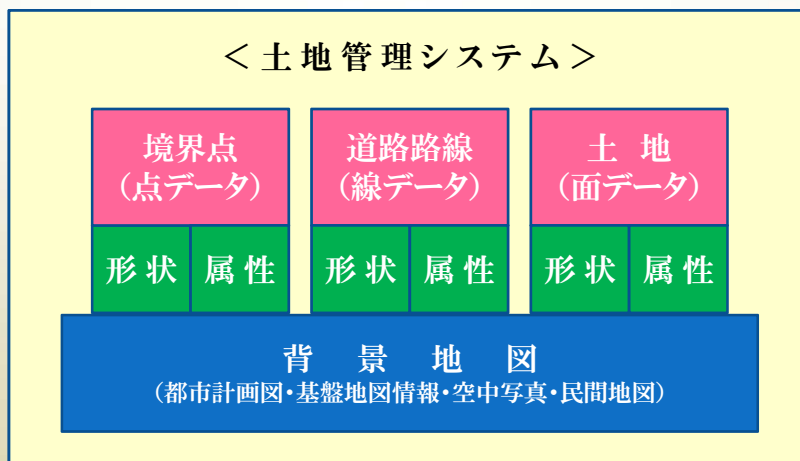 ＜土地管理システム＞
境界点
（点データ）
道路路線
（線データ）
土 地
（面データ）
形 状
属 性
形 状
属 性
形 状
属 性
背 景 地 図
（都市計画図・基盤地図情報・空中写真・民間地図）